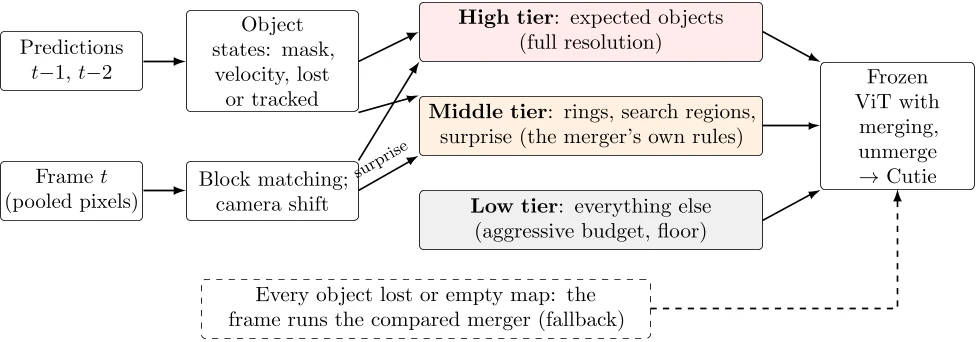 Predictions
t−1, t−2
Object
states: mask,
velocity, lost
or tracked
Frame t
(pooled pixels)
Block matching;
camera shift
surprise
High tier: expected objects
(full resolution)
Middle tier: rings, search regions,
surprise (the merger's own rules)
Low tier: everything else
(aggressive budget, floor)
Frozen
ViT with
merging,
unmerge
→ Cutie
Every object lost or empty map: the
frame runs the compared merger (fallback)